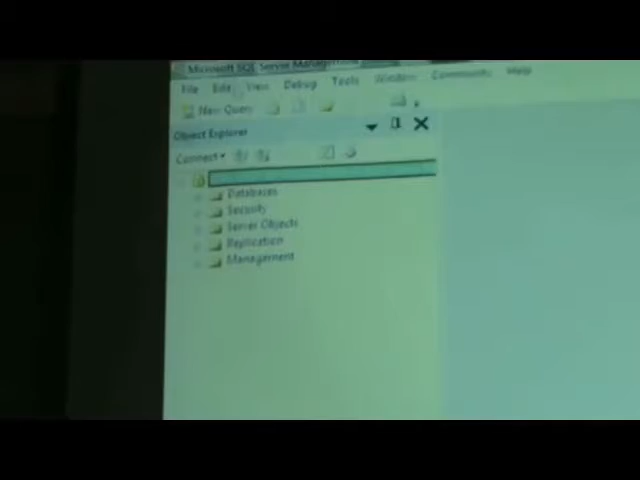 Microsoft SQL Server Management
File Edit View Debug Tools Window Community Help
New Query
Object Explorer
Connect
Databases
Security
Server Objects
Replication
Management